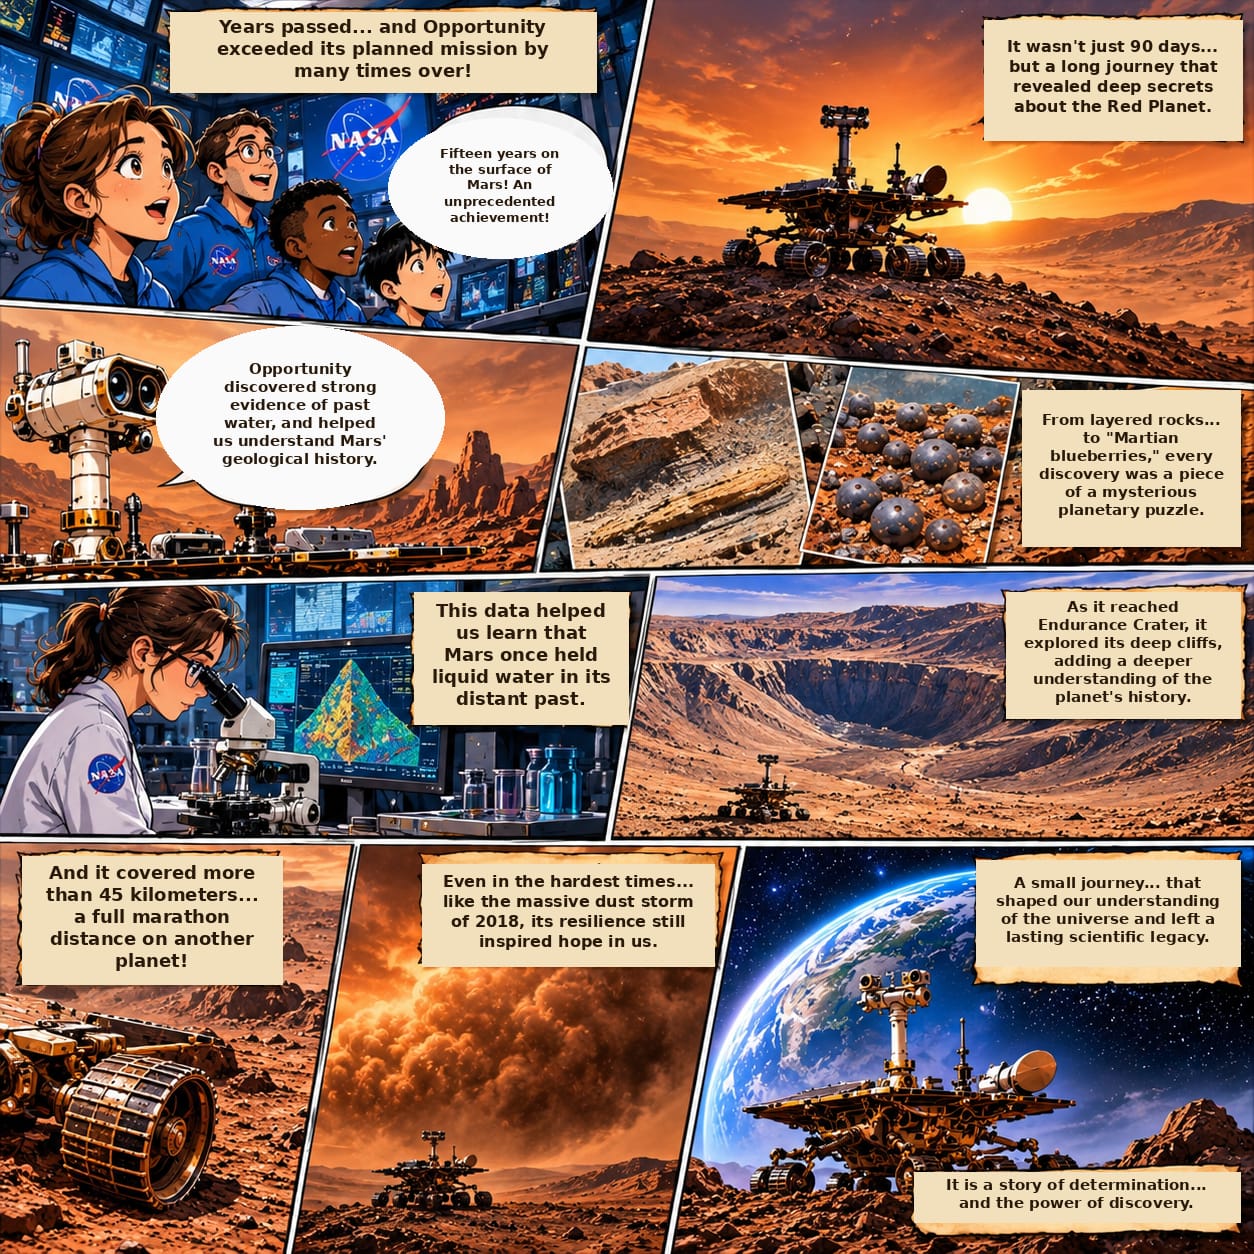 Years passed... and Opportunity
exceeded its planned mission by
many times over!
NASA
NASA
Fifteen years on
the surface of
Mars! An
unprecedented
achievement!
It wasn't just 90 days...
but a long journey that
revealed deep secrets
about the Red Planet.
Opportunity
discovered strong
evidence of past
water, and helped
us understand Mars'
geological history.
From layered rocks...
to "Martian
blueberries," every
discovery was a piece
of a mysterious
planetary puzzle.
This data helped
us learn that
Mars once held
liquid water in its
distant past.
NASA
As it reached
Endurance Crater, it
explored its deep cliffs,
adding a deeper
understanding of the
planet's history.
And it covered more
than 45 kilometers...
a full marathon
distance on another
planet!
Even in the hardest times...
like the massive dust storm
of 2018, its resilience still
inspired hope in us.
A small journey... that
shaped our understanding
of the universe and left a
lasting scientific legacy.
It is a story of determination...
and the power of discovery.